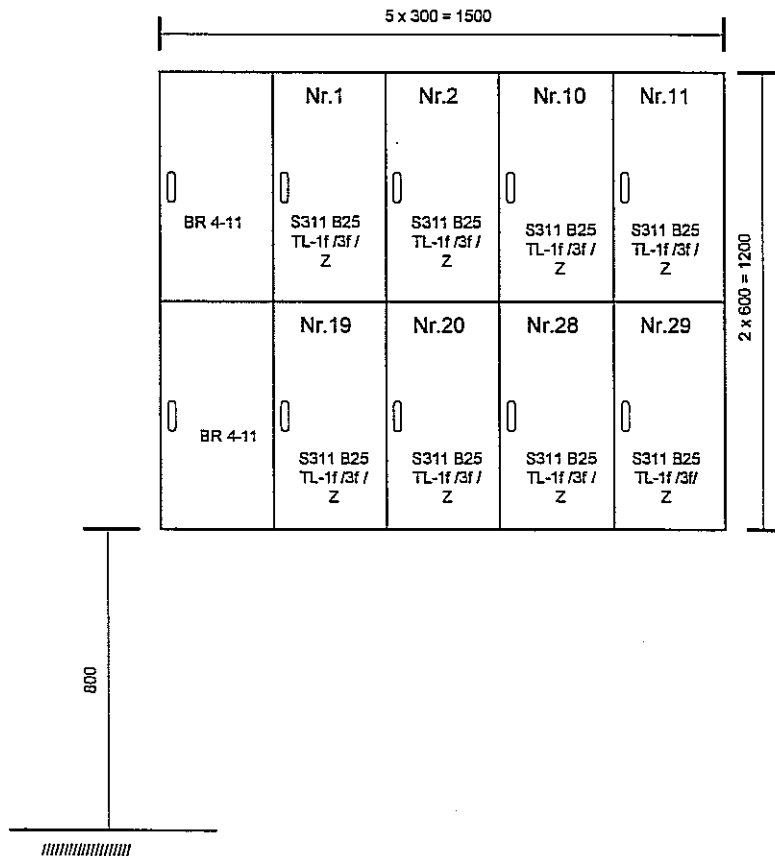 5 x 300 = 1500
Nr.1
Nr.2
Nr.10
Nr.11
BR 4-11
S311 B25
TL-1f /3f /
Z
S311 B25
TL-1f /3f /
Z
S311 B25
TL-1f /3f /
Z
S311 B25
TL-1f /3f /
Z
2 x 600 = 1200
Nr.19
Nr.20
Nr.28
Nr.29
BR 4-11
S311 B25
TL-1f /3f /
Z
S311 B25
TL-1f /3f /
Z
S311 B25
TL-1f /3f /
Z
S311 B25
TL-1f /3f/
Z
800